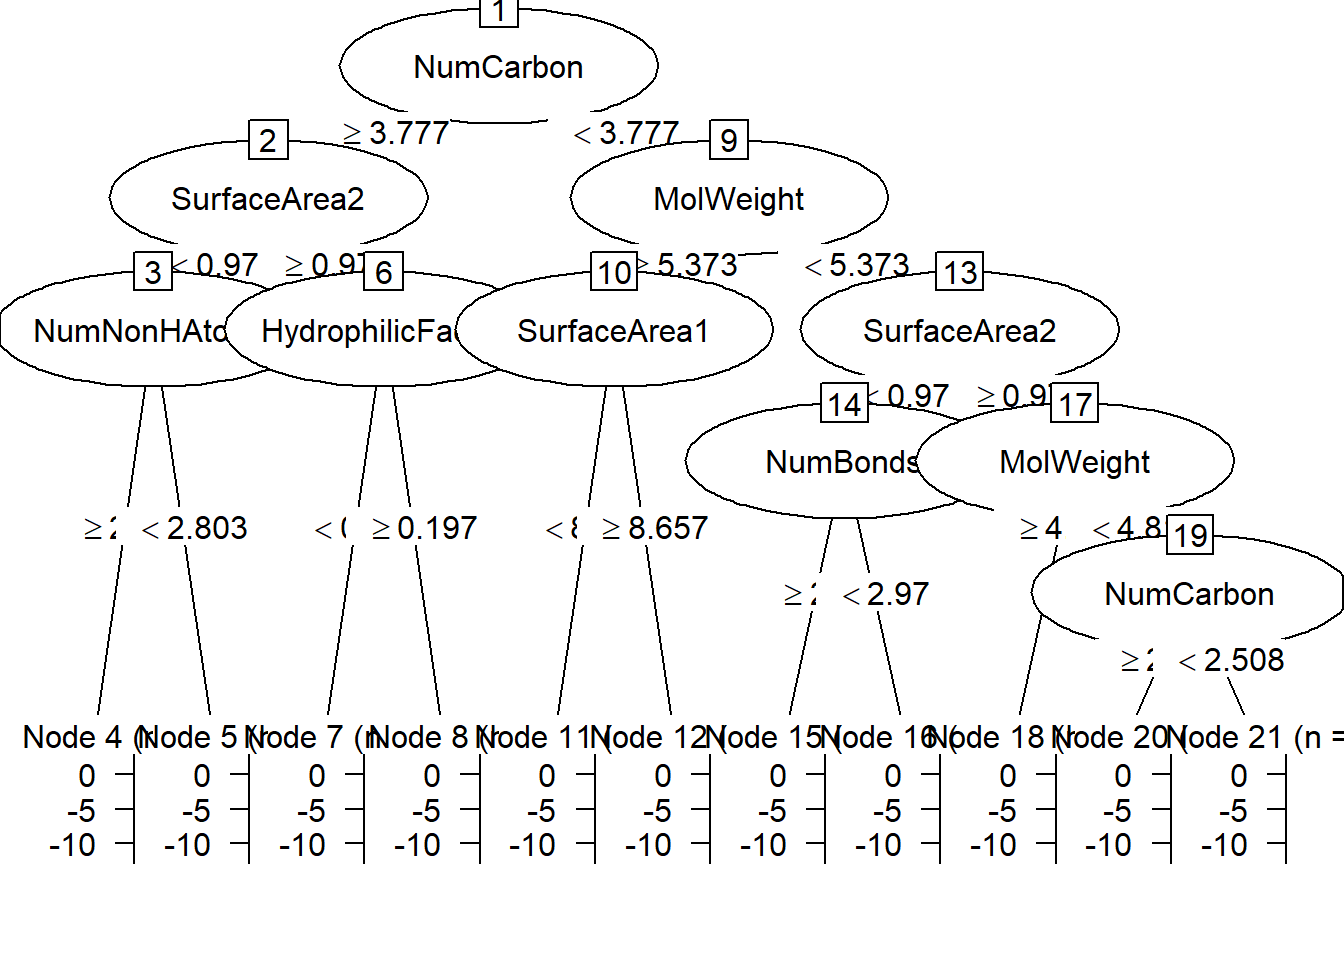 1
NumCarbon
≥ 3.777 < 3.777
2 9
SurfaceArea2 MolWeight
< 0.97 ≥ 0.97 ≥ 5.373 < 5.373
3 6 10 13
NumNonHAto HydrophilicFa SurfaceArea1 SurfaceArea2
< 0.97 ≥ 0.97
14 17
NumBonds MolWeight
≥ 2 < 2.803 < 0 ≥ 0.197 < 8 ≥ 8.657 ≥ 4 < 4.8
19
≥ 2 < 2.97 NumCarbon
≥ 2 < 2.508
Node 4 (n Node 5 (n Node 7 (n Node 8 (n Node 11 ( Node 12 ( Node 15 ( Node 16 ( Node 18 (n Node 20 ( Node 21 (n =
0 0 0 0 0 0 0 0 0 0 0
-5 -5 -5 -5 -5 -5 -5 -5 -5 -5 -5
-10 -10 -10 -10 -10 -10 -10 -10 -10 -10 -10